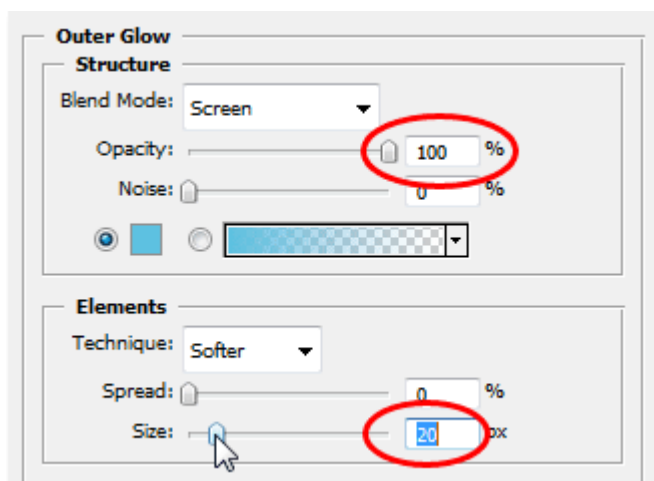 Outer Glow
Structure
Blend Mode: Screen
Opacity: 100 %
Noise: 0 %
Elements
Technique: Softer
Spread: 0 %
Size: 20 px